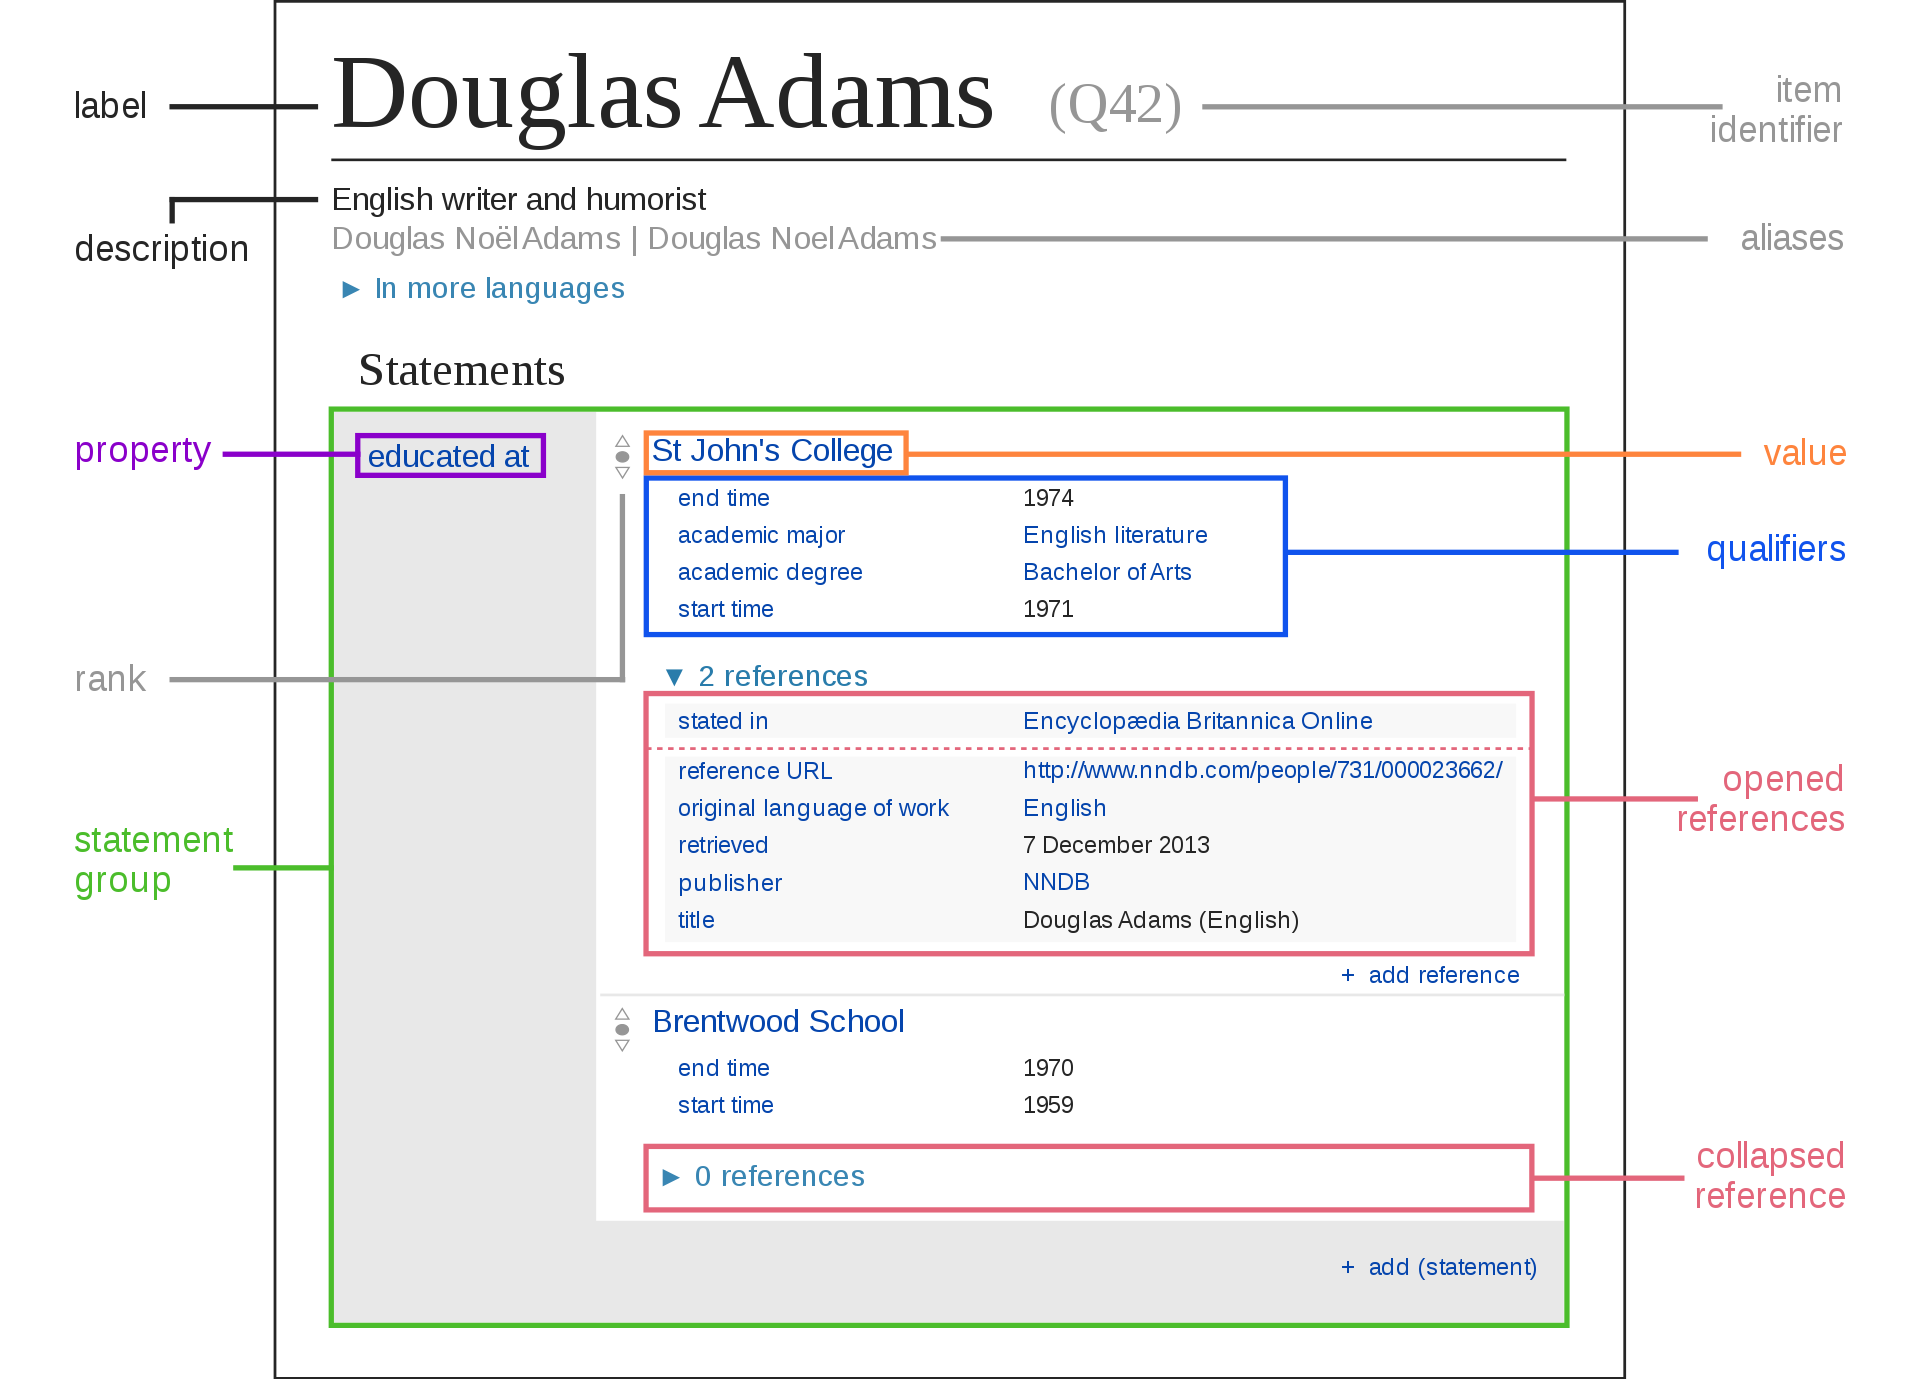 label
Douglas Adams (Q42)
item
identifier
description
English writer and humorist
Douglas Noël Adams | Douglas Noel Adams
aliases
► In more languages
Statements
property
educated at
St John's College
value
end time 1974
academic major English literature
academic degree Bachelor of Arts
start time 1971
qualifiers
rank
▼ 2 references
stated in Encyclopædia Britannica Online
reference URL http://www.nndb.com/people/731/000023662/
original language of work English
retrieved 7 December 2013
publisher NNDB
title Douglas Adams (English)
opened
references
statement
group
+ add reference
Brentwood School
end time 1970
start time 1959
► 0 references
collapsed
reference
+ add (statement)